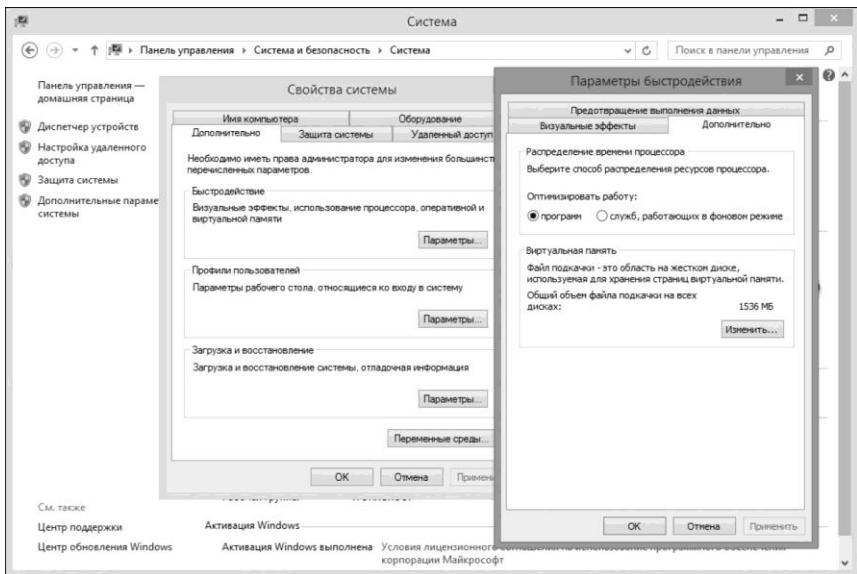 Система
Панель управления › Система и безопасность › Система
Поиск в панели управления
Панель управления —
домашняя страница
Диспетчер устройств
Настройка удаленного
доступа
Защита системы
Дополнительные параме
системы
См. также
Центр поддержки
Центр обновления Windows
Свойства системы
Имя компьютера
Оборудование
Дополнительно
Защита системы
Удаленный доступ
Необходимо иметь права администратора для изменения большинст
перечисленных параметров.
Быстродействие
Визуальные эффекты, использование процессора, оперативной и
виртуальной памяти
Параметры...
Профили пользователей
Параметры рабочего стола, относящиеся ко входу в систему
Параметры...
Загрузка и восстановление
Загрузка и восстановление системы, отладочная информация
Параметры...
Переменные среды...
ОК
Отмена
Примен
Параметры быстродействия
Предотвращение выполнения данных
Визуальные эффекты
Дополнительно
Распределение времени процессора
Выберите способ распределения ресурсов процессора.
Оптимизировать работу:
программ
служб, работающих в фоновом режиме
Виртуальная память
Файл подкачки - это область на жестком диске,
используемая для хранения страниц виртуальной памяти.
Общий объем файла подкачки на всех
дисках:
1536 МБ
Изменить...
ОК
Отмена
Применить
Активация Windows
Активация Windows выполнена
Условия лицензионного
корпорации Майкрософт